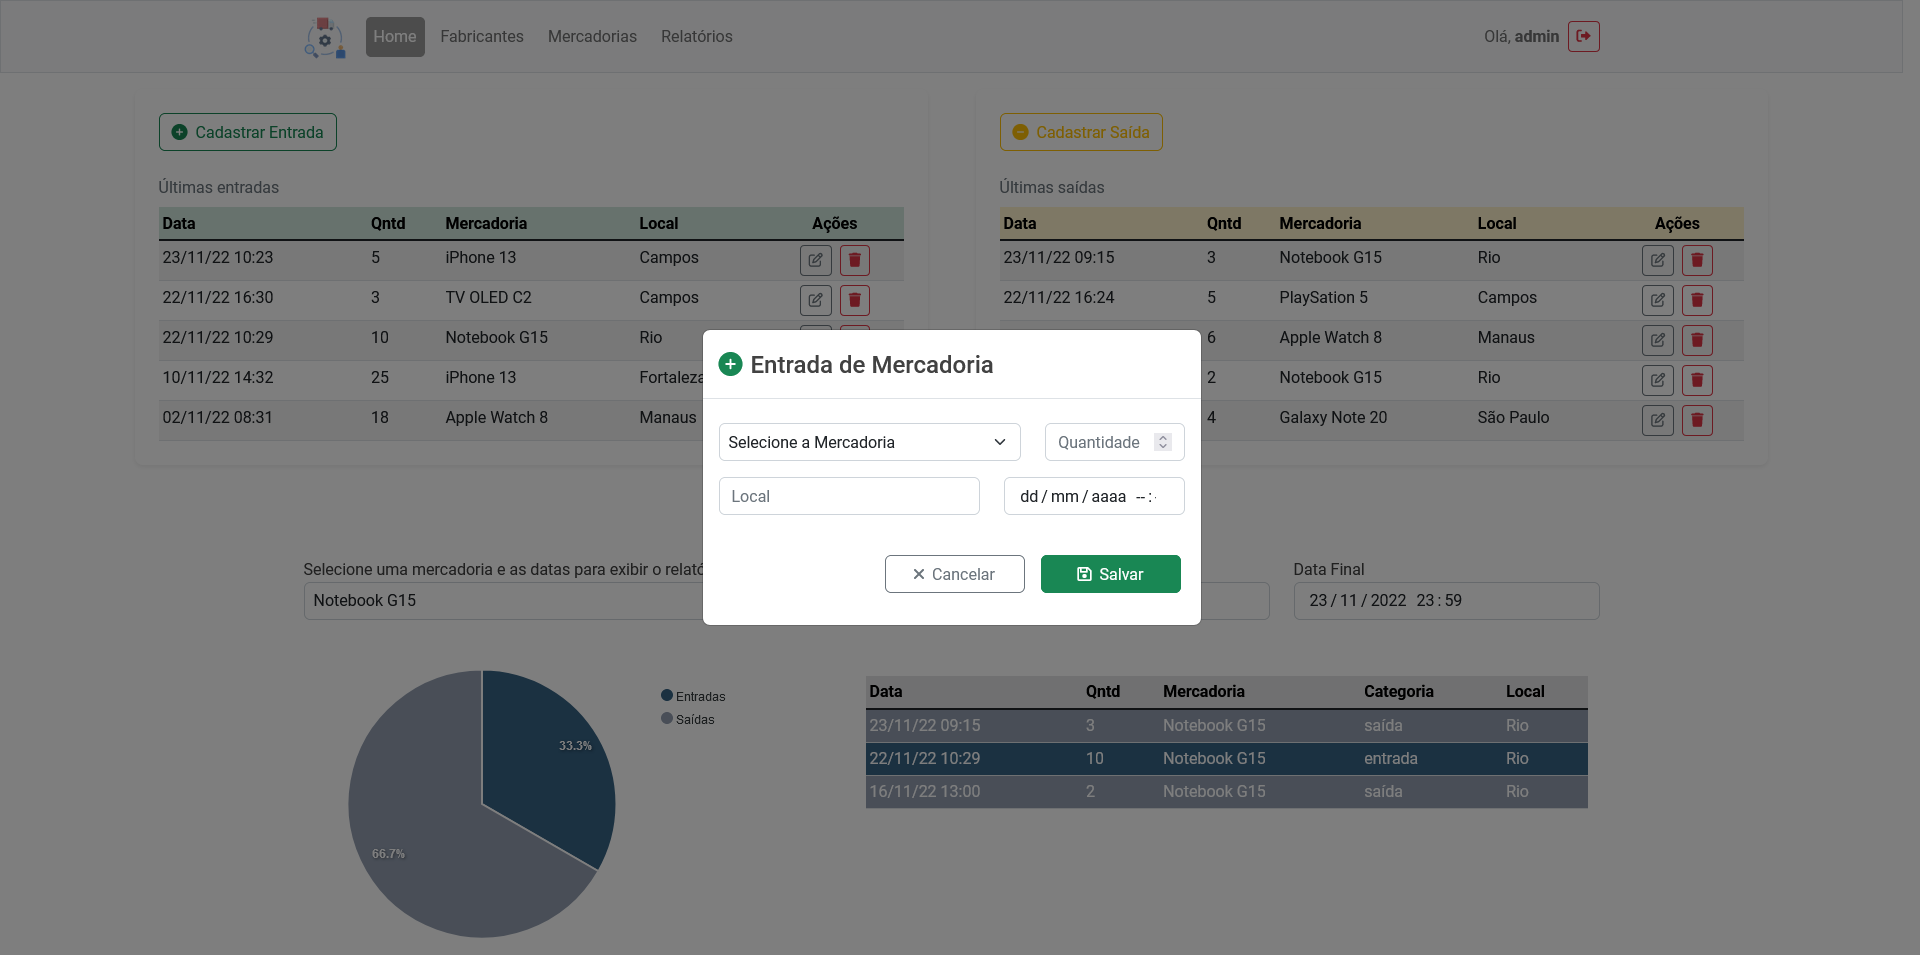 Home Fabricantes Mercadorias Relatórios Olá, admin
Cadastrar Entrada
Últimas entradas
Data Qntd Mercadoria Local Ações
23/11/22 10:23 5 iPhone 13 Campos
22/11/22 16:30 3 TV OLED C2 Campos
22/11/22 10:29 10 Notebook G15 Rio
10/11/22 14:32 25 iPhone 13 Fortaleza
02/11/22 08:31 18 Apple Watch 8 Manaus
Cadastrar Saída
Últimas saídas
Data Qntd Mercadoria Local Ações
23/11/22 09:15 3 Notebook G15 Rio
22/11/22 16:24 5 PlaySation 5 Campos
6 Apple Watch 8 Manaus
2 Notebook G15 Rio
4 Galaxy Note 20 São Paulo
Entrada de Mercadoria
Selecione a Mercadoria Quantidade
Local dd / mm / aaaa -- : -
Cancelar Salvar
Selecione uma mercadoria e as datas para exibir o relató
Notebook G15
Data Final
23 / 11 / 2022 23 : 59
Entradas
Saídas
33.3%
66.7%
Data Qntd Mercadoria Categoria Local
23/11/22 09:15 3 Notebook G15 saída Rio
22/11/22 10:29 10 Notebook G15 entrada Rio
16/11/22 13:00 2 Notebook G15 saída Rio